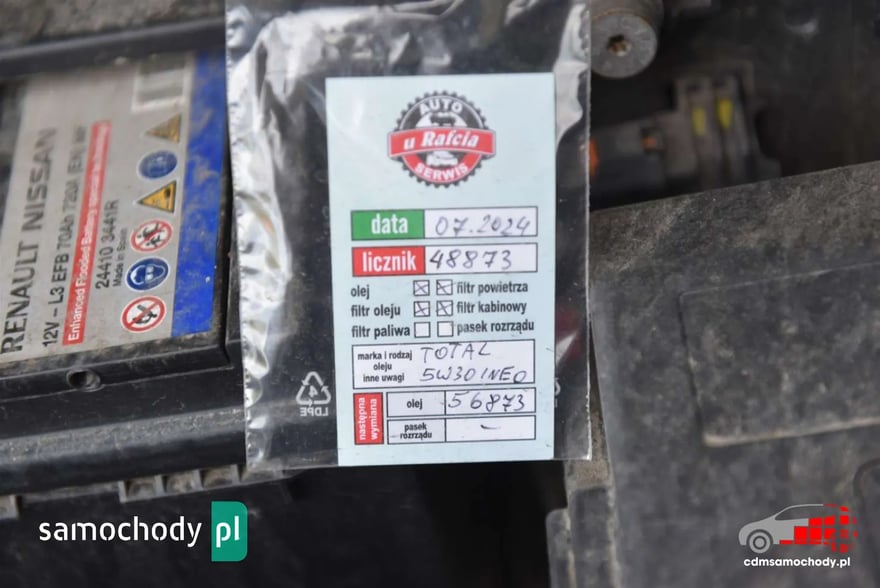 RENAULT NISSAN
12V - L3 EFB 70Ah 720A (EN)
Enhanced Flooded Battery
24410 3441R
Made in Spain
AUTO
u Rafcia
SERWIS
data 07.2024
licznik 48873
olej filtr powietrza
filtr oleju filtr kabinowy
filtr paliwa pasek rozrządu
marka i rodzaj oleju inne uwagi
TOTAL
5W30 INEO
następna wymiana
olej 56873
pasek rozrządu -
4
LDPE
samochody pl
cdmsamochody.pl